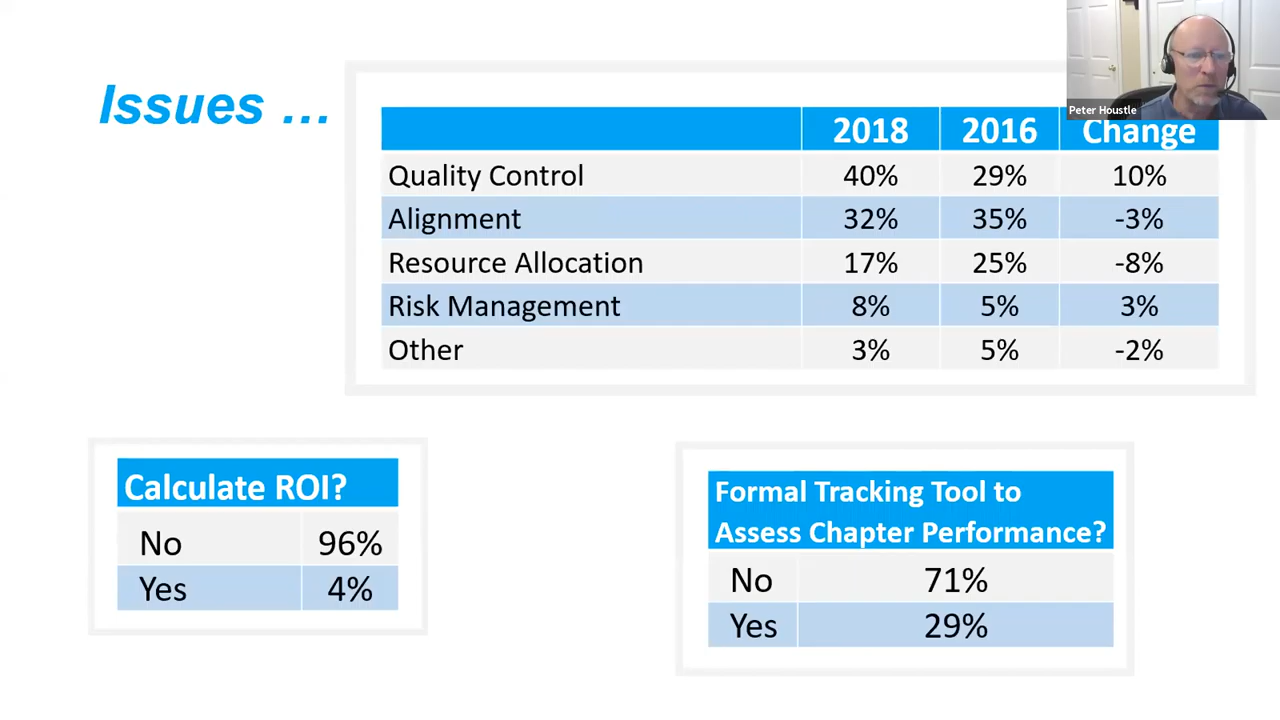 Issues ...
Peter Houstle
2018 2016 Change
Quality Control 40% 29% 10%
Alignment 32% 35% -3%
Resource Allocation 17% 25% -8%
Risk Management 8% 5% 3%
Other 3% 5% -2%
Calculate ROI?
No 96%
Yes 4%
Formal Tracking Tool to
Assess Chapter Performance?
No 71%
Yes 29%